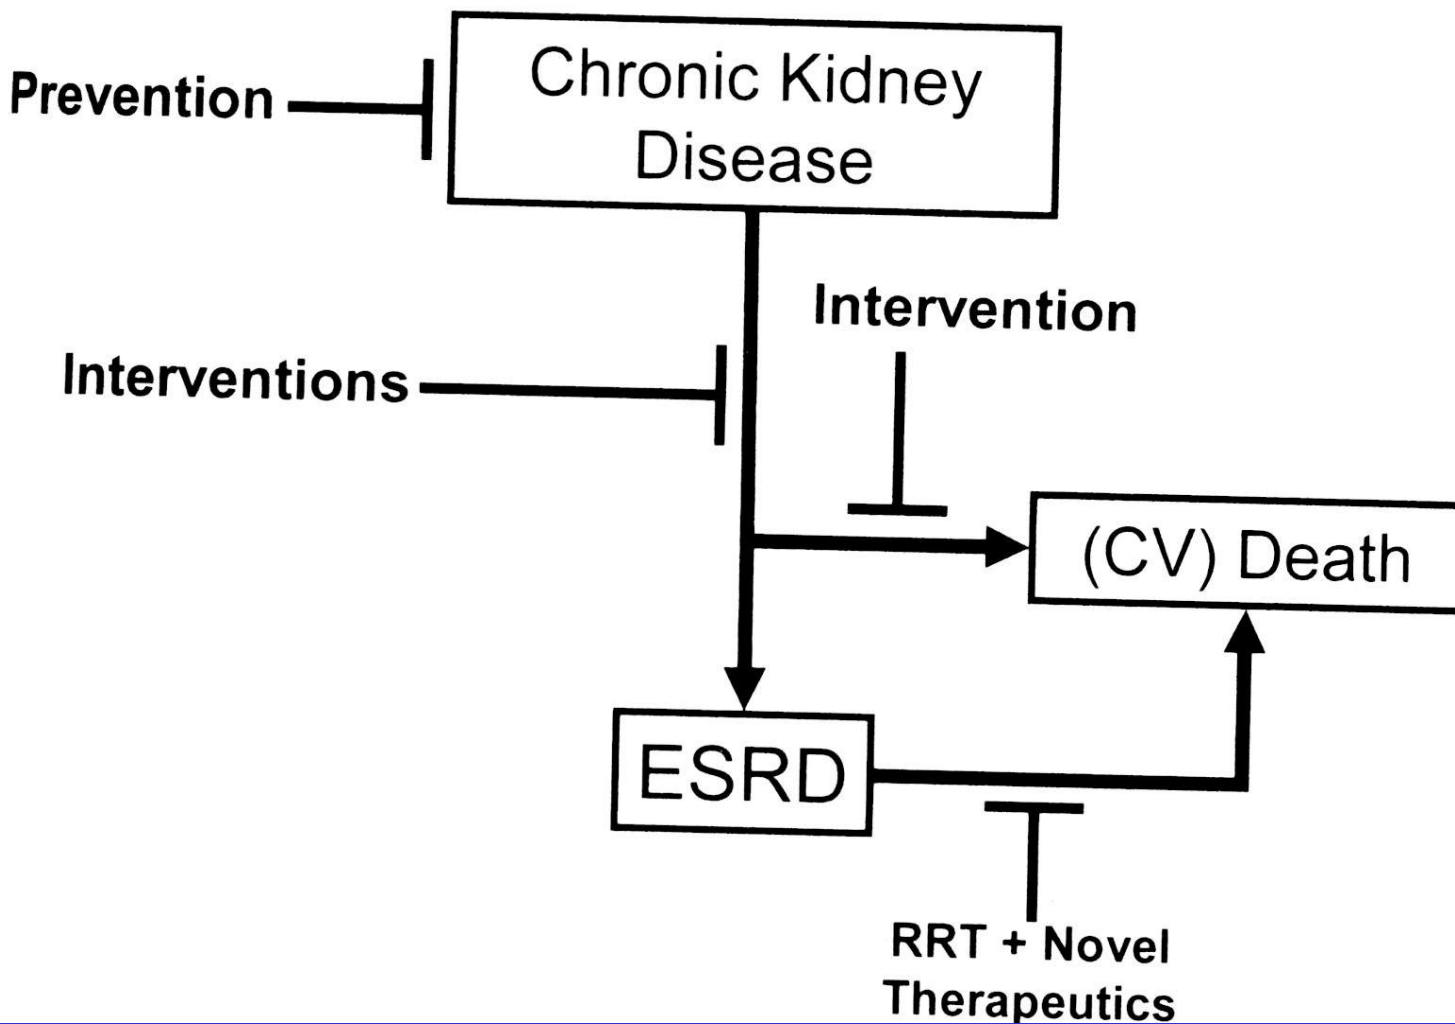 Chronic Kidney
Disease
Prevention
Intervention
Interventions
(CV) Death
ESRD
RRT + Novel
Therapeutics